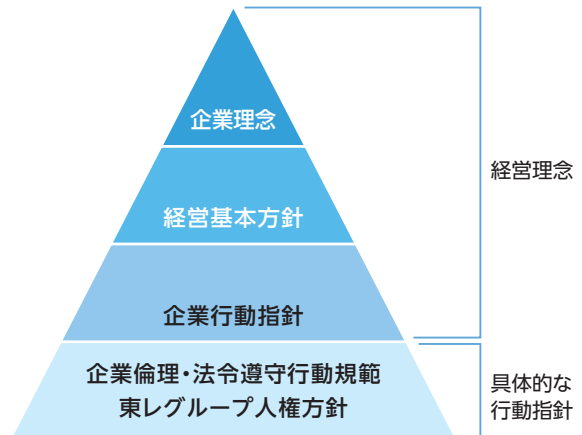 企業理念
経営理念
経営基本方針
企業行動指針
企業倫理・法令遵守行動規範
東レグループ人権方針
具体的な
行動指針